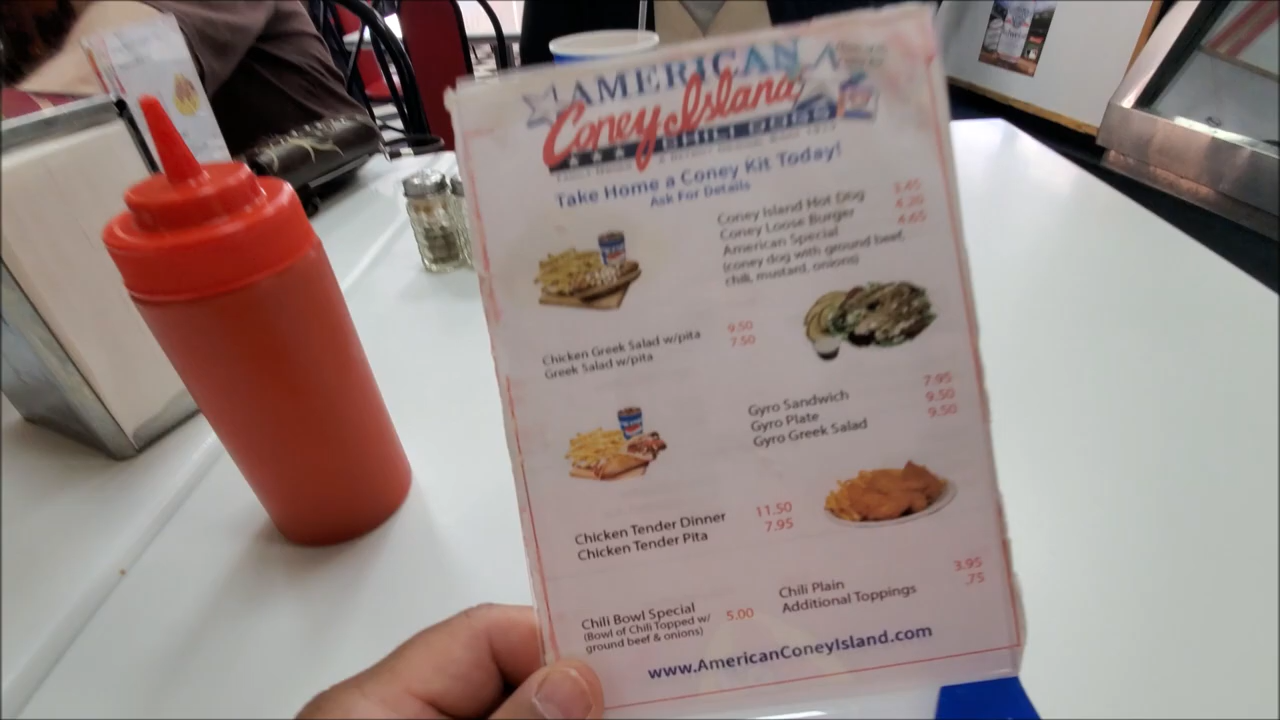 AMERICAN
Coney Island
CHILI DOGS
Take Home a Coney Kit Today!
Ask For Details
Coney Island Hot Dog 3.45
Coney Loose Burger 4.20
American Special 4.65
(coney dog with ground beef,
chili, mustard, onions)
Chicken Greek Salad w/pita 9.50
Greek Salad w/pita 7.50
Gyro Sandwich 7.95
Gyro Plate 9.50
Gyro Greek Salad 9.50
Chicken Tender Dinner 11.50
Chicken Tender Pita 7.95
Chili Plain 3.95
Additional Toppings .75
Chili Bowl Special 5.00
(Bowl of Chili Topped w/
ground beef & onions)
www.AmericanConeyIsland.com